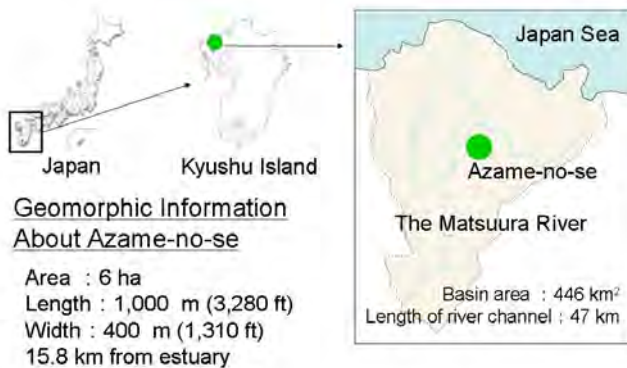 Japan Sea
Japan
Kyushu Island
Azame-no-se
The Matsuura River
Basin area : 446 km²
Length of river channel : 47 km
Geomorphic Information
About Azame-no-se
Area : 6 ha
Length : 1,000 m (3,280 ft)
Width : 400 m (1,310 ft)
15.8 km from estuary